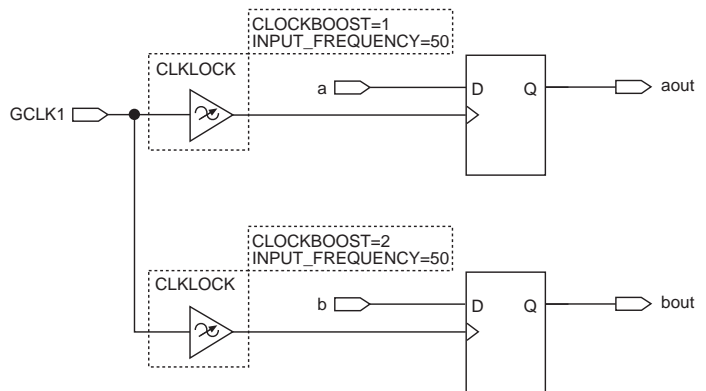 CLOCKBOOST=1
INPUT_FREQUENCY=50
CLKLOCK
a
D
Q
aout
GCLK1
CLOCKBOOST=2
INPUT_FREQUENCY=50
CLKLOCK
b
D
Q
bout